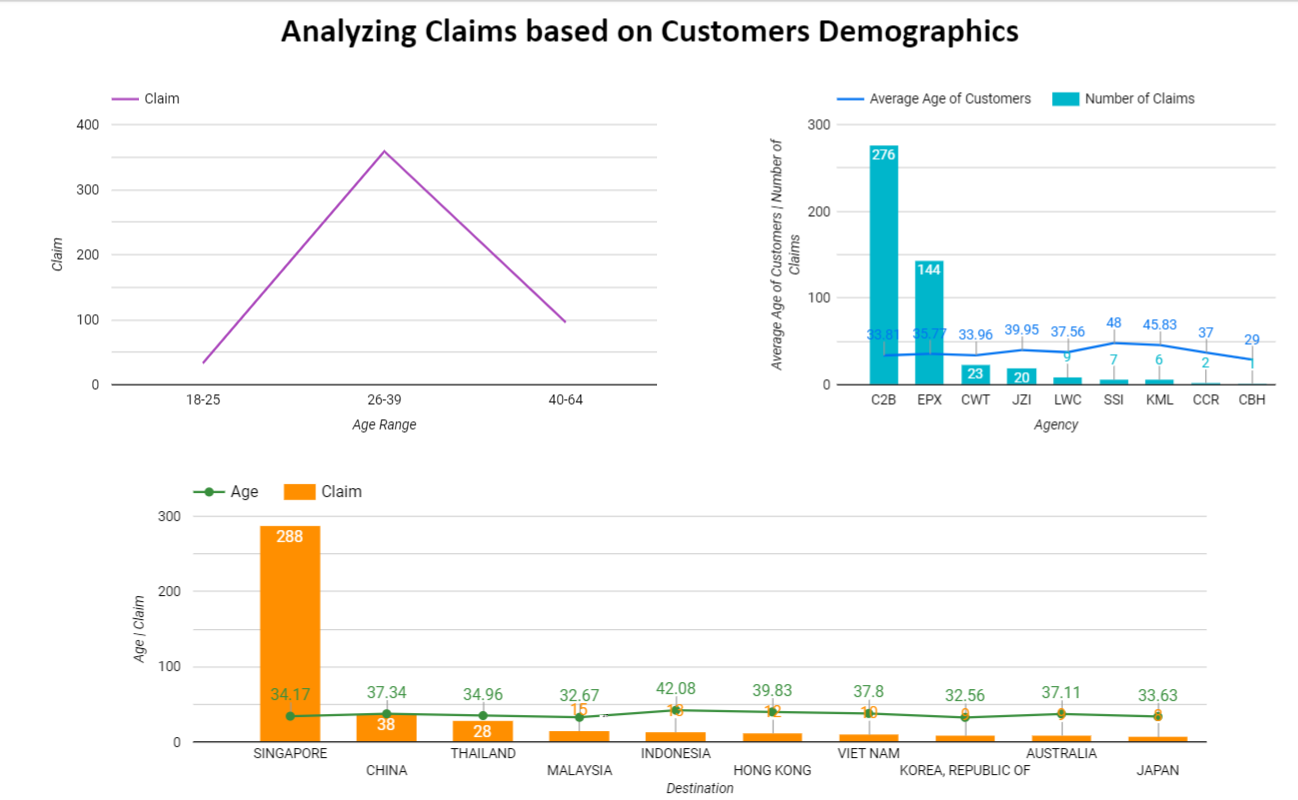 Analyzing Claims based on Customers Demographics
Claim
400
300
200
100
0
Claim
18-25 26-39 40-64
Age Range
Average Age of Customers Number of Claims
300
200
100
0
Average Age of Customers | Number of
Claims
276
144
33.81 35.77 33.96 39.95 37.56 48 45.83 37 29
23 20 9 7 6 2 1
C2B EPX CWT JZI LWC SSI KML CCR CBH
Agency
Age Claim
300
200
100
0
Age | Claim
288
34.17 37.34 34.96 32.67 42.08 39.83 37.8 32.56 37.11 33.63
38 28 15 13 12 10
SINGAPORE THAILAND INDONESIA VIET NAM AUSTRALIA
CHINA MALAYSIA HONG KONG KOREA, REPUBLIC OF JAPAN
Destination